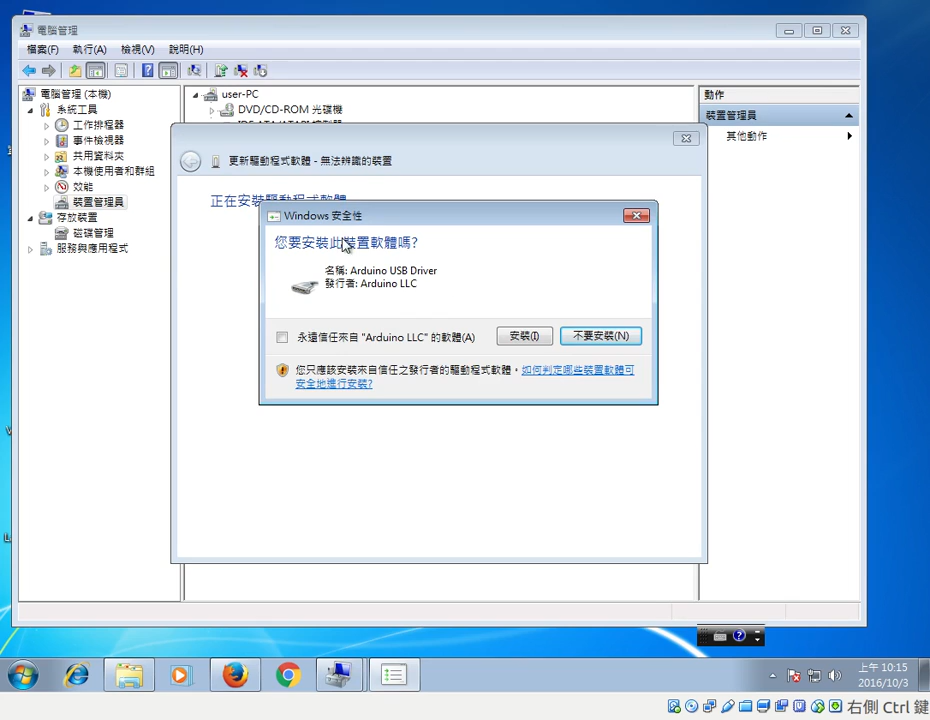 電腦管理
檔案(F) 執行(A) 檢視(V) 說明(H)
電腦管理 (本機)
系統工具
工作排程器
事件檢視器
共用資料夾
本機使用者和群組
效能
裝置管理員
存放裝置
磁碟管理
服務與應用程式
user-PC
DVD/CD-ROM 光碟機
動作
裝置管理員
其他動作
更新驅動程式軟體 - 無法辨識的裝置
正在安裝驅動程式軟體
Windows 安全性
您要安裝此裝置軟體嗎?
名稱: Arduino USB Driver
發行者: Arduino LLC
永遠信任來自 "Arduino LLC" 的軟體(A)
安裝(I)
不要安裝(N)
您只應該安裝來自信任之發行者的驅動程式軟體。如何判定哪些裝置軟體可
安全地進行安裝?
上午 10:15
2016/10/3
右側 Ctrl 鍵